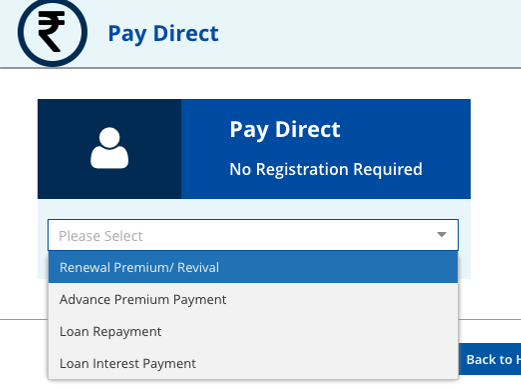 Pay Direct
Pay Direct
No Registration Required
Please Select
Renewal Premium/ Revival
Advance Premium Payment
Loan Repayment
Loan Interest Payment
Back to